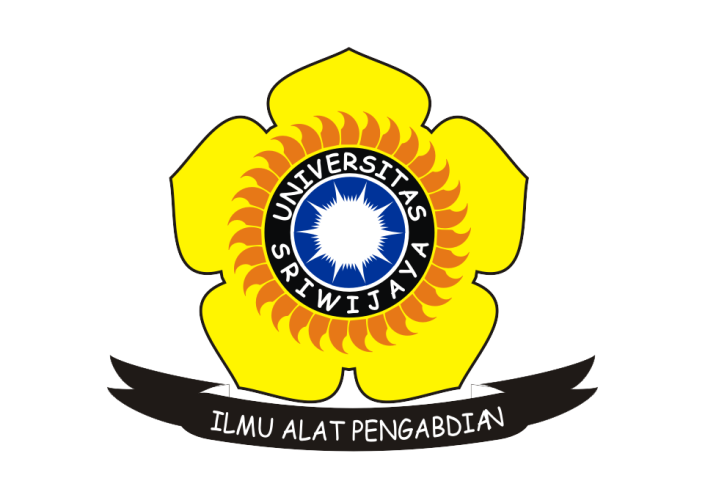 UNIVERSITAS
SRIWIJAYA
ILMU ALAT PENGABDIAN